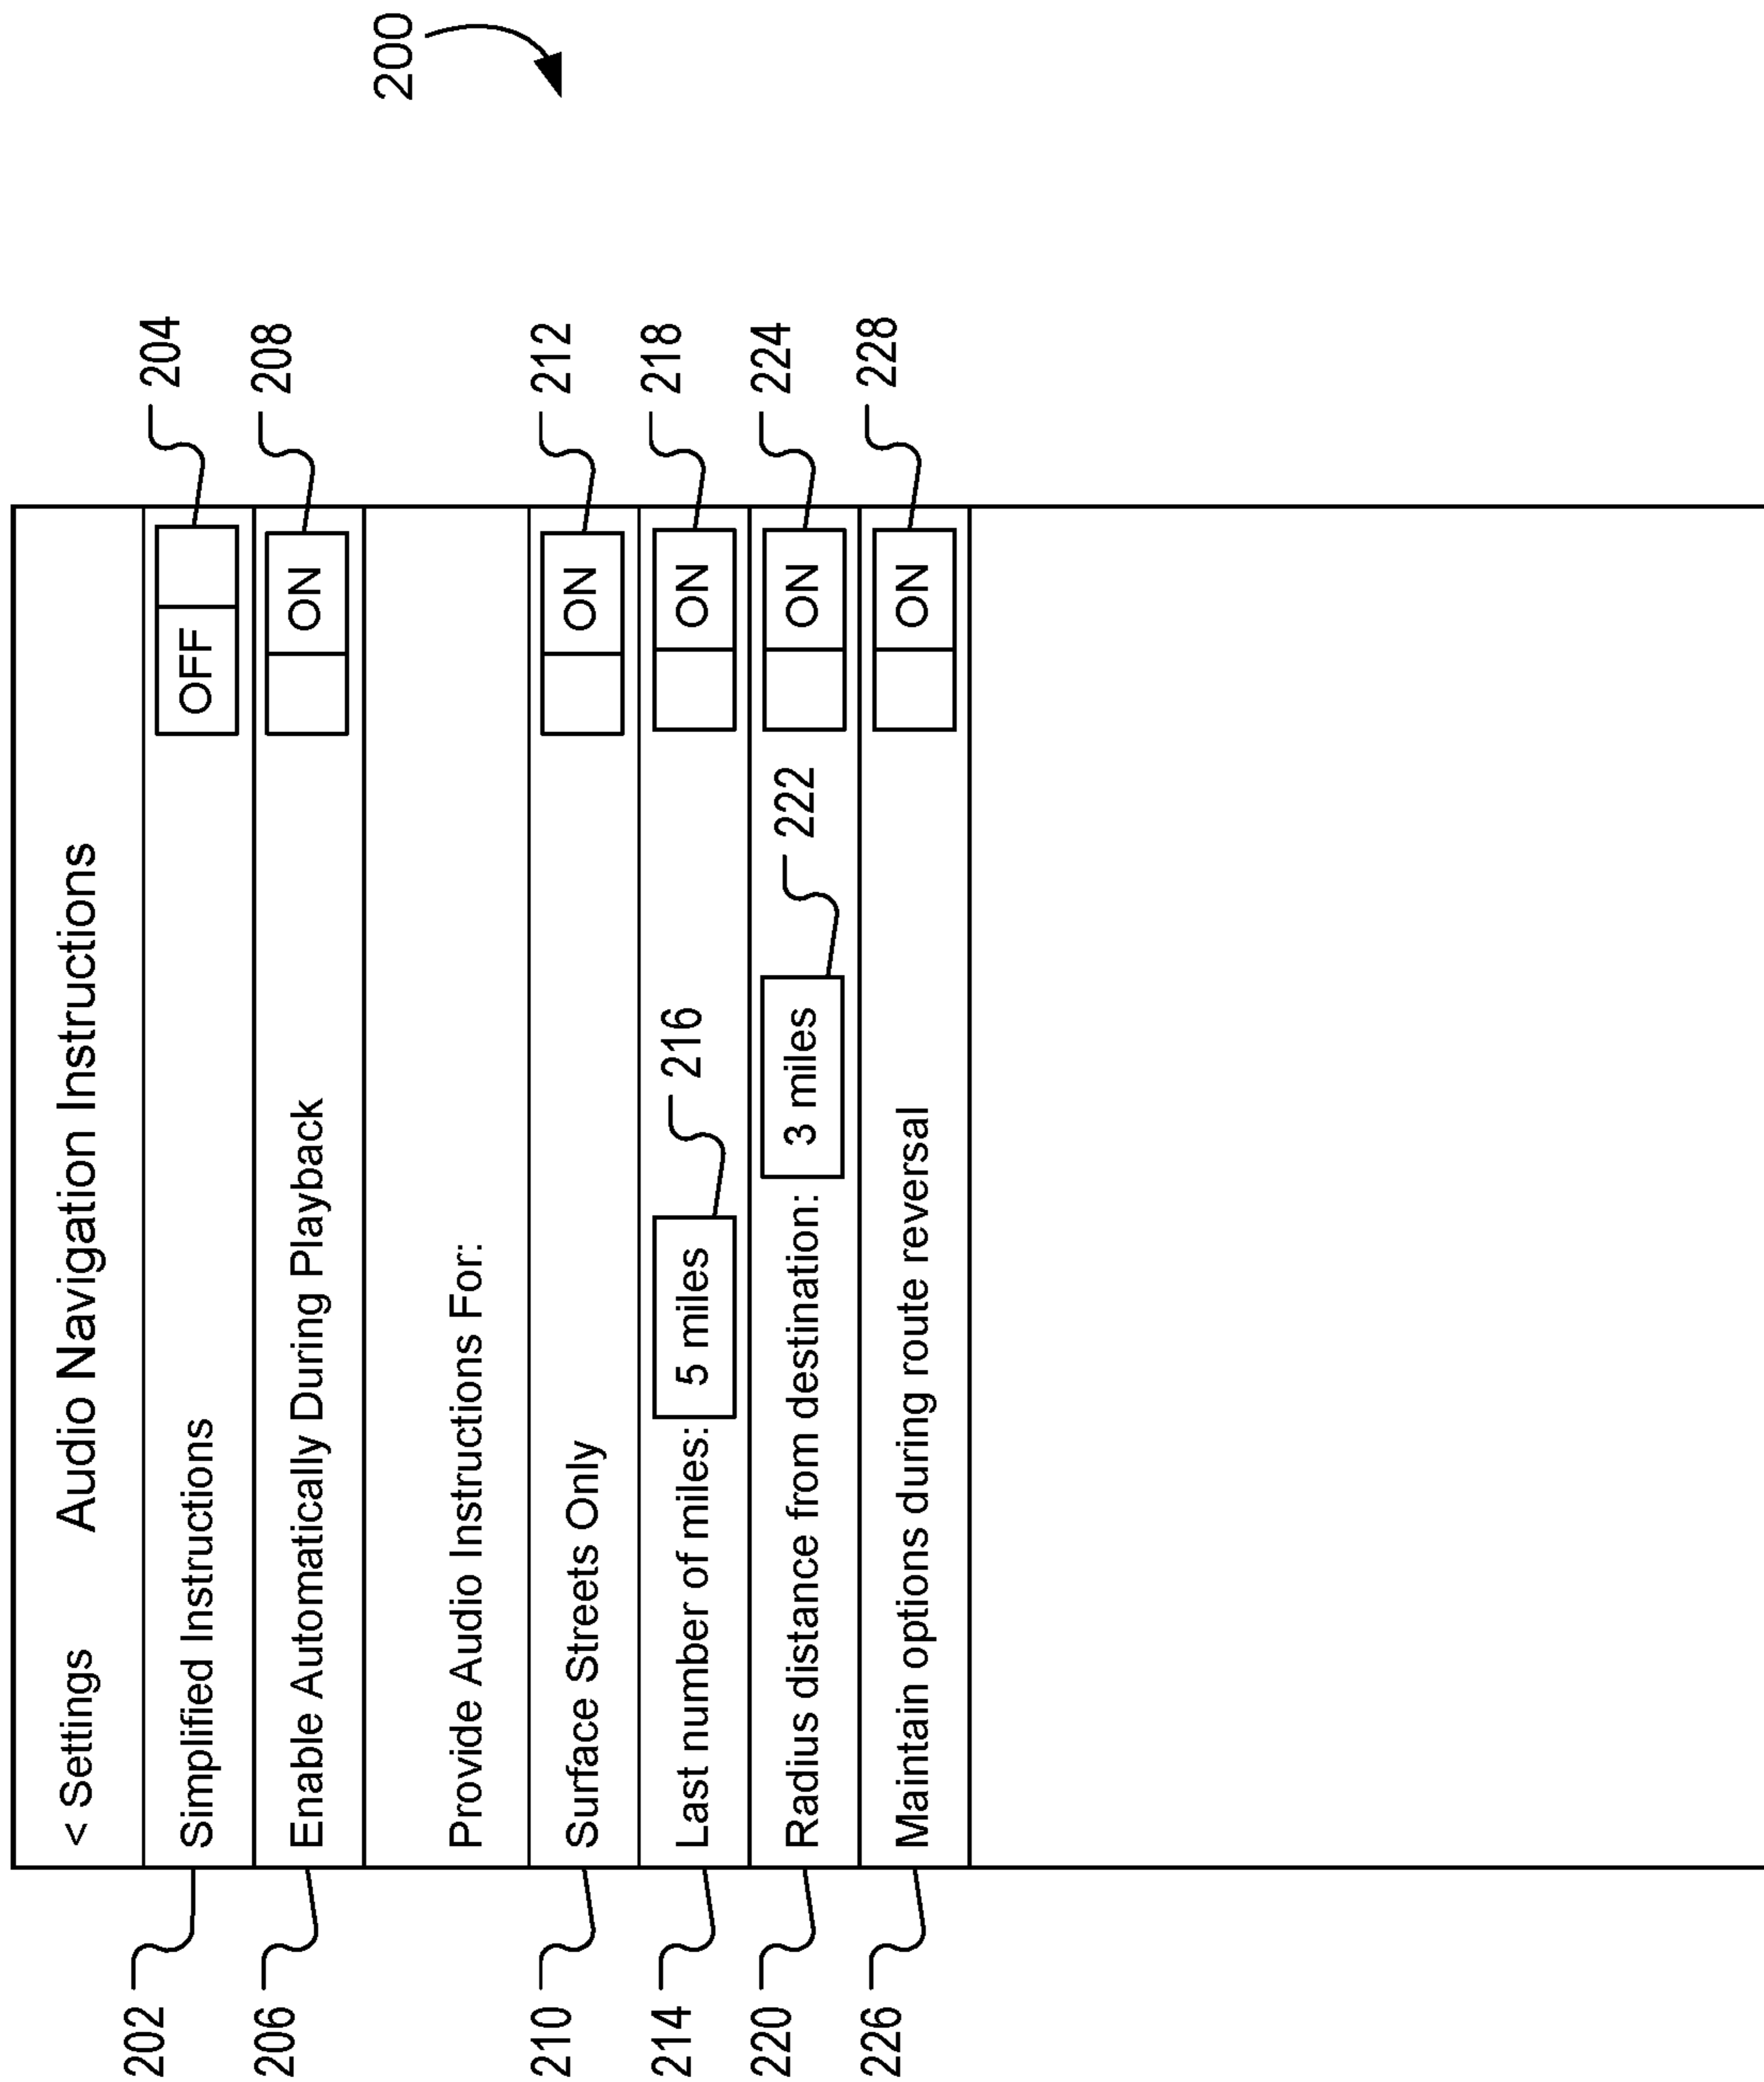 200
< Settings Audio Navigation Instructions
202 Simplified Instructions OFF 204
206 Enable Automatically During Playback ON 208
Provide Audio Instructions For:
210 Surface Streets Only ON 212
214 Last number of miles: 5 miles 216 ON 218
220 Radius distance from destination: 3 miles 222 ON 224
226 Maintain options during route reversal ON 228